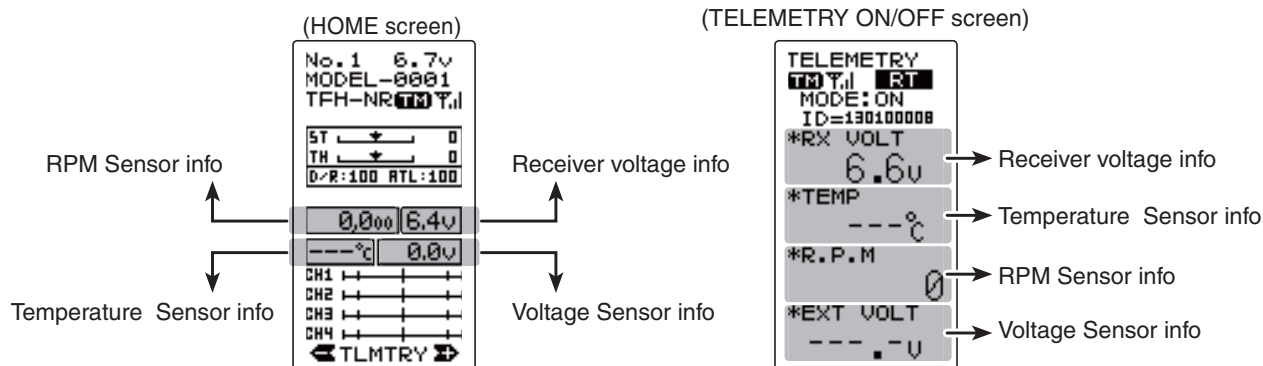 (HOME screen)
No.1 6.7v
MODEL-0001
TFH-NR TM
ST 0
TH 0
D/R:100 ATL:100
0,000 6.4v
---°C 0.0v
CH1
CH2
CH3
CH4
TLMTRY
RPM Sensor info
Temperature Sensor info
Receiver voltage info
Voltage Sensor info
(TELEMETRY ON/OFF screen)
TELEMETRY
TM RT
MODE:ON
ID=130100008
*RX VOLT
6.6v
*TEMP
---°C
*R.P.M
0
*EXT VOLT
---.-v
Receiver voltage info
Temperature Sensor info
RPM Sensor info
Voltage Sensor info